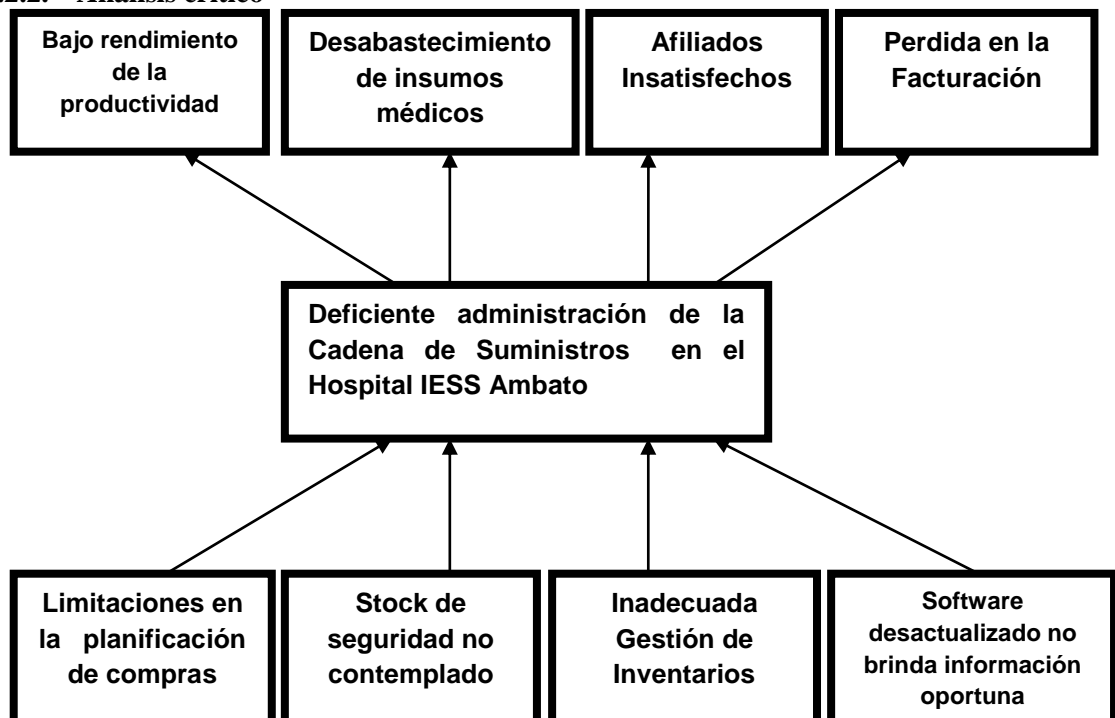 Análisis crítico
Bajo rendimiento
de la
productividad
Desabastecimiento
de insumos
médicos
Afiliados
Insatisfechos
Perdida en la
Facturación
Deficiente administración de la
Cadena de Suministros en el
Hospital IESS Ambato
Limitaciones en
la planificación
de compras
Stock de
seguridad no
contemplado
Inadecuada
Gestión de
Inventarios
Software
desactualizado no
brinda información
oportuna